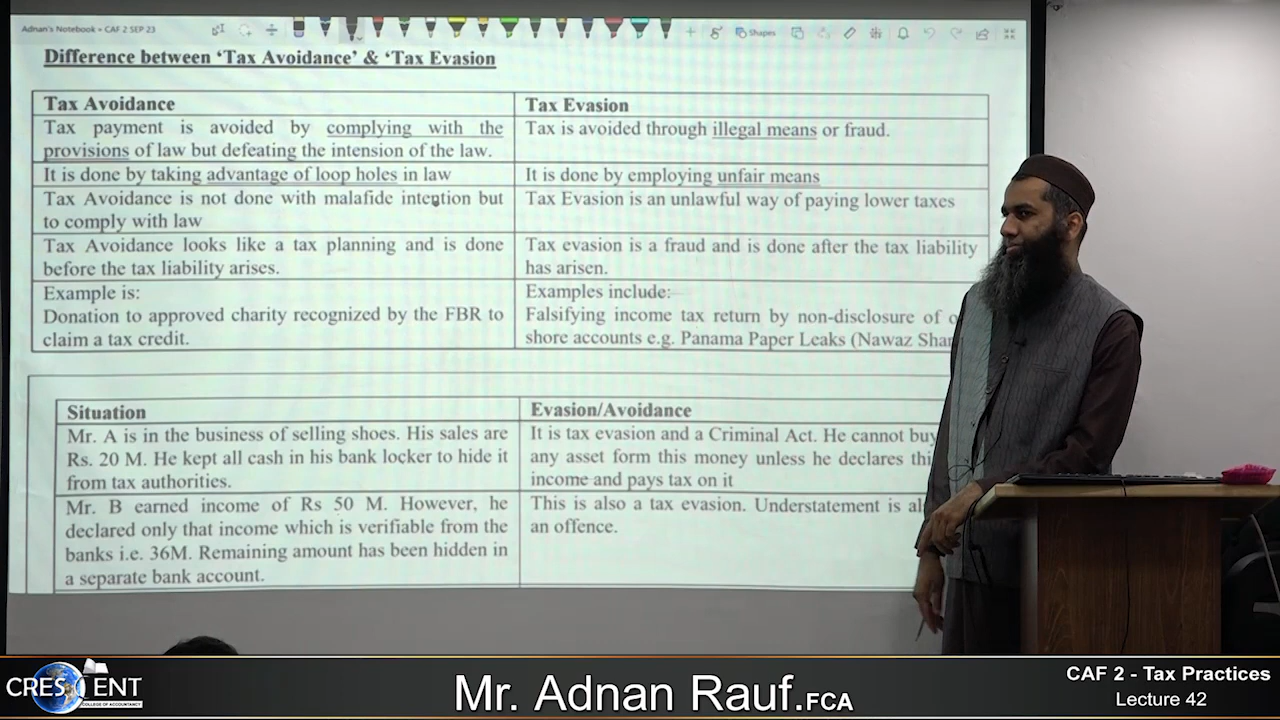 Adnan's Notebook » CAF 2 SEP 23
Shapes
Difference between 'Tax Avoidance' & 'Tax Evasion
Tax Avoidance
Tax Evasion
Tax payment is avoided by complying with the
provisions of law but defeating the intension of the law.
Tax is avoided through illegal means or fraud.
It is done by taking advantage of loop holes in law
It is done by employing unfair means
Tax Avoidance is not done with malafide intention but
to comply with law
Tax Evasion is an unlawful way of paying lower taxes
Tax Avoidance looks like a tax planning and is done
before the tax liability arises.
Tax evasion is a fraud and is done after the tax liability
has arisen.
Example is:
Donation to approved charity recognized by the FBR to
claim a tax credit.
Examples include:
Falsifying income tax return by non-disclosure of
shore accounts e.g. Panama Paper Leaks (Nawaz
Situation
Evasion/Avoidance
Mr. A is in the business of selling shoes. His sales are
Rs. 20 M. He kept all cash in his bank locker to hide it
from tax authorities.
It is tax evasion and a Criminal Act. He cannot buy
any asset form this money unless he declares
income and pays tax on it
Mr. B earned income of Rs 50 M. However, he
declared only that income which is verifiable from the
banks i.e. 36M. Remaining amount has been hidden in
a separate bank account.
This is also a tax evasion. Understatement is
an offence.
CRESCENT
COLLEGE OF ACCOUNTANCY
Mr. Adnan Rauf.FCA
CAF 2 - Tax Practices
Lecture 42